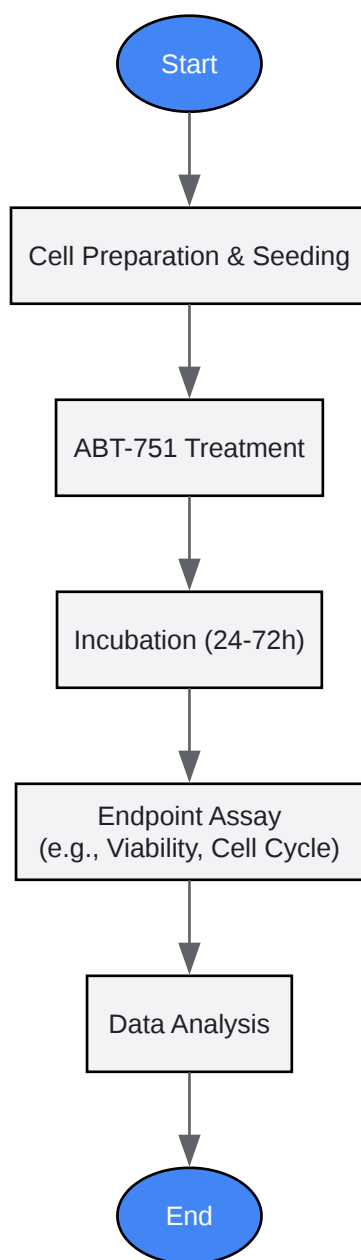 Start
Cell Preparation & Seeding
ABT-751 Treatment
Incubation (24-72h)
Endpoint Assay
(e.g., Viability, Cell Cycle)
Data Analysis
End